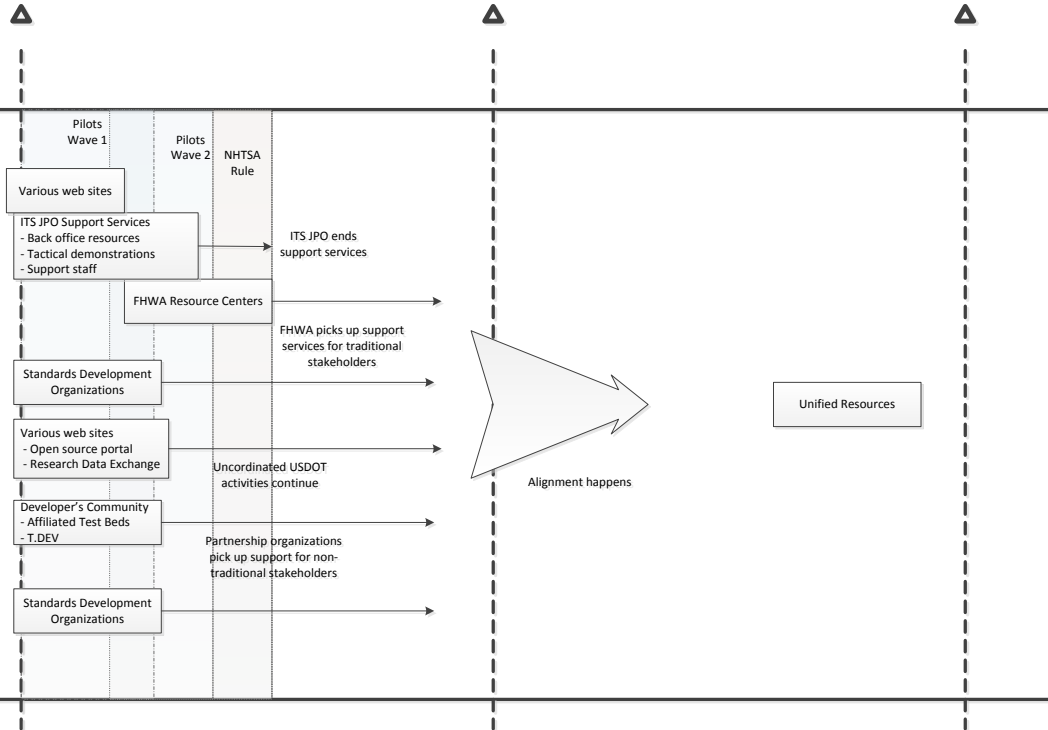 Pilots
Wave 1
Pilots
Wave 2
NHTSA
Rule
Various web sites
ITS JPO Support Services
- Back office resources
- Tactical demonstrations
- Support staff
ITS JPO ends
support services
FHWA Resource Centers
FHWA picks up support
services for traditional
stakeholders
Standards Development
Organizations
Unified Resources
Various web sites
- Open source portal
- Research Data Exchange
Uncordinated USDOT
activities continue
Alignment happens
Developer's Community
- Affiliated Test Beds
- T.DEV
Partnership organizations
pick up support for non-
traditional stakeholders
Standards Development
Organizations